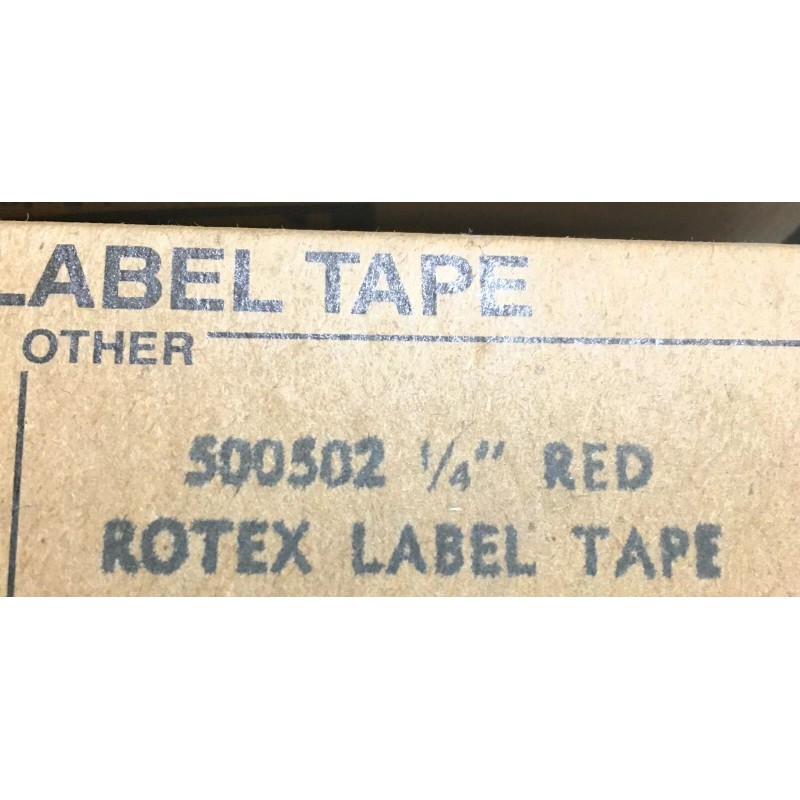 LABEL TAPE
OTHER
500502 1/4" RED
ROTEX LABEL TAPE